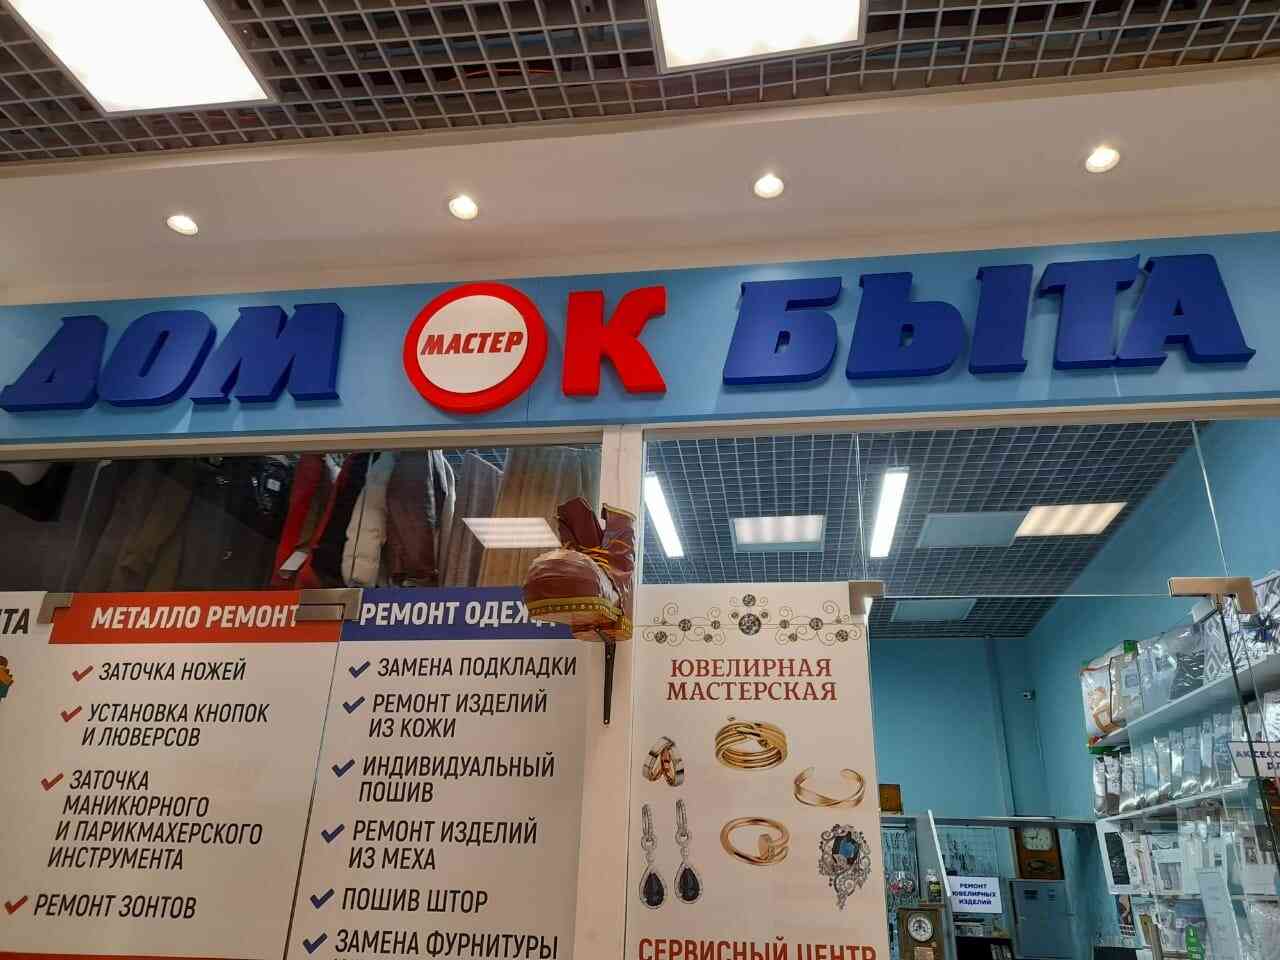 ДОМ МАСТЕР ОК БЫТА
МЕТАЛЛО РЕМОНТ
ЗАТОЧКА НОЖЕЙ
УСТАНОВКА КНОПОК
И ЛЮВЕРСОВ
ЗАТОЧКА
МАНИКЮРНОГО
И ПАРИКМАХЕРСКОГО
ИНСТРУМЕНТА
РЕМОНТ ЗОНТОВ
РЕМОНТ ОДЕЖД
ЗАМЕНА ПОДКЛАДКИ
РЕМОНТ ИЗДЕЛИЙ
ИЗ КОЖИ
ИНДИВИДУАЛЬНЫЙ
ПОШИВ
РЕМОНТ ИЗДЕЛИЙ
ИЗ МЕХА
ПОШИВ ШТОР
ЗАМЕНА ФУРНИТУРЫ
ЮВЕЛИРНАЯ
МАСТЕРСКАЯ
СЕРВИСНЫЙ ЦЕНТР
РЕМОНТ
ЮВЕЛИРНЫХ
ИЗДЕЛИЙ